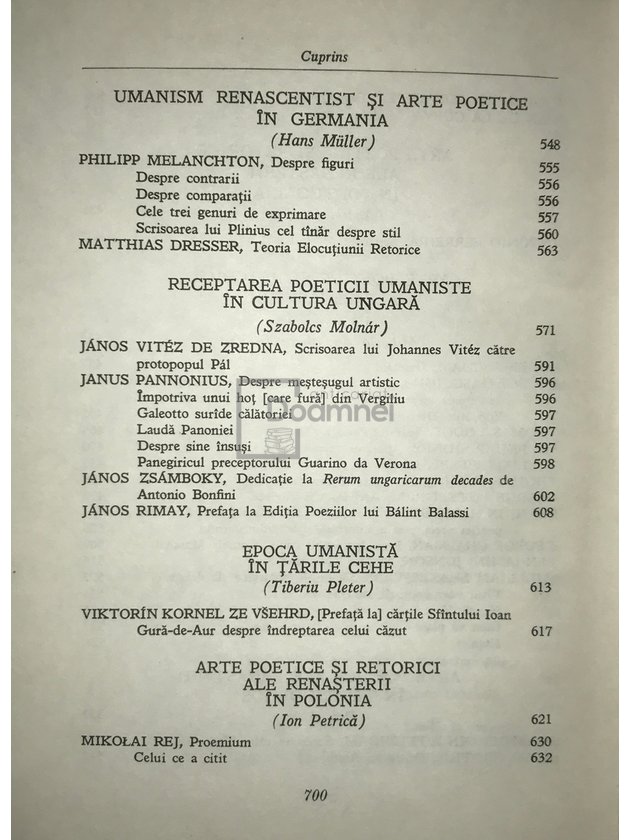 Cuprins
UMANISM RENASCENTIST ŞI ARTE POETICE
ÎN GERMANIA
(Hans Müller) 548
PHILIPP MELANCHTON, Despre figuri 555
Despre contrarii 556
Despre comparaţii 556
Cele trei genuri de exprimare 557
Scrisoarea lui Plinius cel tînăr despre stil 560
MATTHIAS DRESSER, Teoria Elocuţiunii Retorice 563
RECEPTAREA POETICII UMANISTE
ÎN CULTURA UNGARĂ
(Szabolcs Molnár) 571
JÁNOS VITÉZ DE ZREDNA, Scrisoarea lui Johannes Vitéz către
protopopul Pál 591
JANUS PANNONIUS, Despre meşteşugul artistic 596
Împotriva unui hoţ [care fură] din Vergiliu 596
Galeotto surîde călătoriei 597
Laudă Panoniei 597
Despre sine însuşi 597
Panegiricul preceptorului Guarino da Verona 598
JÁNOS ZSÁMBOKY, Dedicaţie la Rerum ungaricarum decades de
Antonio Bonfini 602
JÁNOS RIMAY, Prefaţa la Ediţia Poeziilor lui Bálint Balassi 608
EPOCA UMANISTĂ
ÎN ŢĂRILE CEHE
(Tiberiu Pleter) 613
VIKTORÍN KORNEL ZE VŠEHRD, [Prefaţă la] cărţile Sfîntului Ioan
Gură-de-Aur despre îndreptarea celui căzut 617
ARTE POETICE ŞI RETORICI
ALE RENAŞTERII
ÎN POLONIA
(Ion Petrică) 621
MIKOŁAI REJ, Proemium 630
Celui ce a citit 632
700